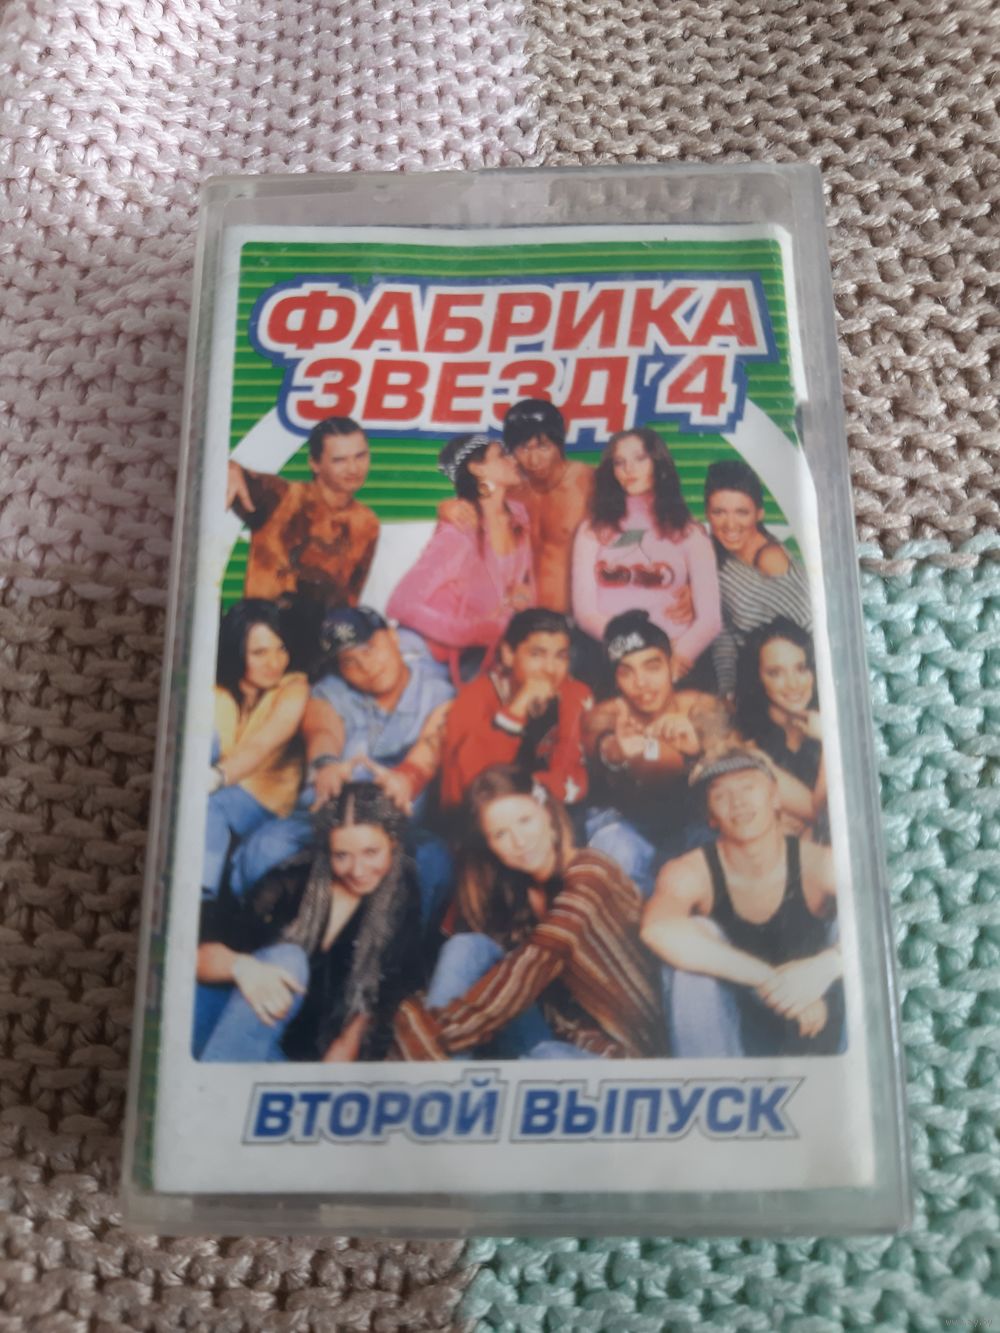 ФАБРИКА
ЗВЕЗД 4
ВТОРОЙ ВЫПУСК